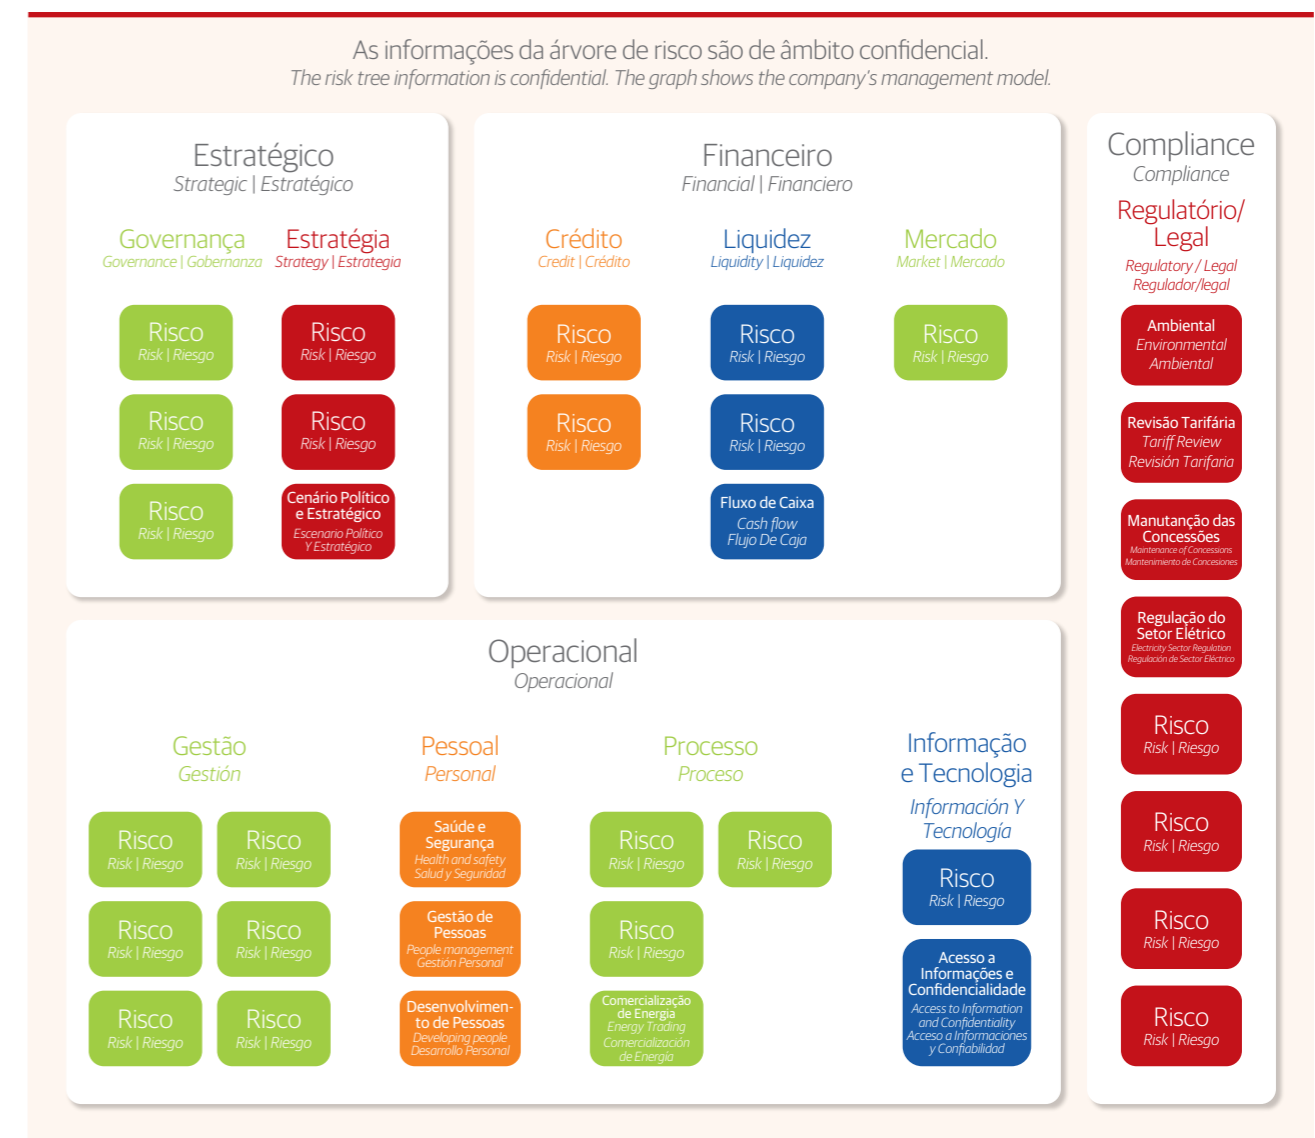 As informações da árvore de risco são de âmbito confidencial.
The risk tree information is confidential. The graph shows the company's management model.
Estratégico
Strategic | Estratégico
Governança
Governance | Gobernanza
Risco
Risk | Riesgo
Risco
Risk | Riesgo
Risco
Risk | Riesgo
Estratégia
Strategy | Estrategia
Risco
Risk | Riesgo
Risco
Risk | Riesgo
Cenário Político
e Estratégico
Escenario Político
Y Estratégico
Financeiro
Financial | Financiero
Crédito
Credit | Crédito
Risco
Risk | Riesgo
Risco
Risk | Riesgo
Liquidez
Liquidity | Liquidez
Risco
Risk | Riesgo
Risco
Risk | Riesgo
Fluxo de Caixa
Cash flow
Flujo De Caja
Mercado
Market | Mercado
Risco
Risk | Riesgo
Operacional
Operacional
Gestão
Gestión
Risco
Risk | Riesgo
Risco
Risk | Riesgo
Risco
Risk | Riesgo
Risco
Risk | Riesgo
Risco
Risk | Riesgo
Risco
Risk | Riesgo
Pessoal
Personal
Saúde e
Segurança
Health and safety
Salud y Seguridad
Gestão de
Pessoas
People management
Gestión Personal
Desenvolvimen-
to de Pessoas
Developing people
Desarrollo Personal
Processo
Proceso
Risco
Risk | Riesgo
Risco
Risk | Riesgo
Risco
Risk | Riesgo
Comercialização
de Energia
Energy Trading
Comercialización
de Energía
Informação
e Tecnologia
Información Y
Tecnología
Risco
Risk | Riesgo
Acesso a
Informações e
Confidencialidade
Access to Information
and Confidentiality
Acceso a Informaciones
y Confiabilidad
Compliance
Compliance
Regulatório/
Legal
Regulatory / Legal
Regulador/legal
Ambiental
Environmental
Ambiental
Revisão Tarifária
Tariff Review
Revisión Tarifaria
Manutanção das
Concessões
Maintenance of Concessions
Mantenimiento de Concesiones
Regulação do
Setor Elétrico
Electricity Sector Regulation
Regulación de Sector Eléctrico
Risco
Risk | Riesgo
Risco
Risk | Riesgo
Risco
Risk | Riesgo
Risco
Risk | Riesgo